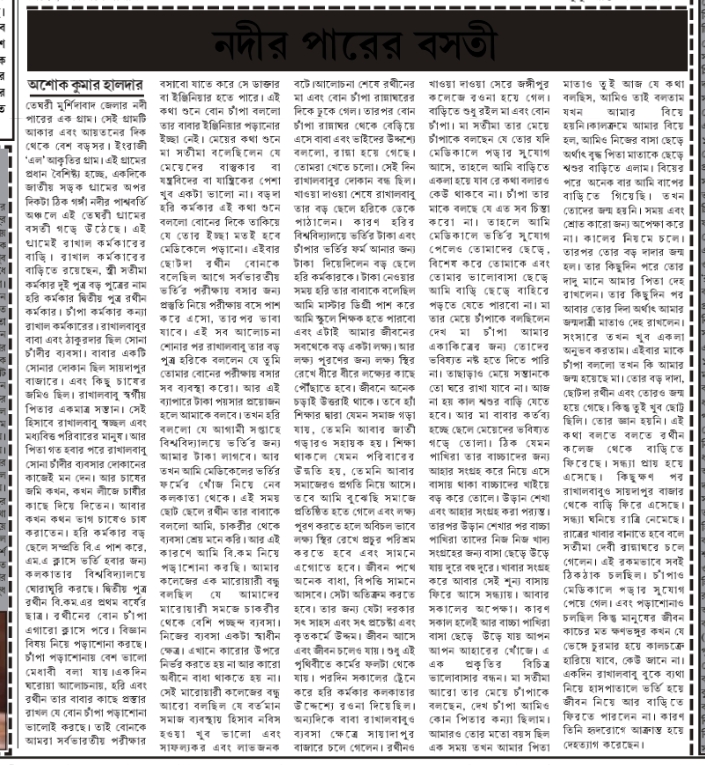 নদীর পারের বসতী
অশোক কুমার হালদার
তেঘরী মুর্শিদাবাদ জেলার নদী
পারের এক গ্রাম। সেই গ্রামটি
আকার এবং আয়তনের দিক
থেকে বেশ বড়সর। ইংরাজী
'এল' আকৃতির গ্রাম। এই গ্রামের
প্রধান বৈশিষ্ট্য হচ্ছে, একদিকে
জাতীয় সড়ক গ্রামের অপর
দিকটা ঠিক গঙ্গা নদীর পার্শ্ববর্তি
অঞ্চলে এই তেঘরী গ্রামের
বসতী গড়ে উঠেছে। এই
গ্রামেই রাখাল কর্মকারের
বাড়ি। রাখাল কর্মকারের
বাড়িতে রয়েছেন, স্ত্রী সতীমা
কর্মকার দুই পুত্র বড় পুত্রের নাম
হরি কর্মকার দ্বিতীয় পুত্র রথীন
কর্মকার। চাঁপা কর্মকার কন্যা
রাখাল কর্মকারের। রাখালবাবুর
বাবা এবং ঠাকুরদার ছিল সোনা
চাঁদীর ব্যবসা। বাবার একটি
সোনার দোকান ছিল সায়দাপুর
বাজারে। এবং কিছু চাষের
জমিও ছিল। রাখালবাবু স্বর্গীয়
পিতার একমাত্র সন্তান। সেই
হিসাবে রাখালবাবু স্বচ্ছল এবং
মধ্যবিত্ত পরিবারের মানুষ। আর
পিতা গত হবার পরে রাখালবাবু
সোনা চাঁদীর ব্যবসার দোকানের
কাজেই মন দেন। আর চাষের
জমি কখন, কখন লীজে চাষীর
কাছে দিয়ে দিতেন। আবার
কখন কখন ভাগ চাষেও চাষ
করাতেন। হরি কর্মকার বড়
ছেলে সম্প্রতি বি.এ পাশ করে,
এম.এ ক্লাসে ভর্তি হবার জন্য
কলকাতার বিশ্ববিদ্যালয়ে
ঘোরাঘুরি করছে। দ্বিতীয় পুত্র
রথীন বি.কম.এর প্রথম বর্ষের
ছাত্র। রথীনের বোন চাঁপা
এগারো ক্লাসে পরে। বিজ্ঞান
বিষয় নিয়ে পড়াশোনা করছে।
চাঁপা পড়াশোনায় বেশ ভালো
মেধাবী বলা যায়। একদিন
ঘরোয়া আলোচনায়, হরি এবং
রথীন তার বাবার কাছে প্রস্তাব
রাখল যে বোন চাঁপা পড়াশোনা
ভালোই করছে। তাই বোনকে
আমরা সর্বভারতীয় পরীক্ষার
বসাবো যাতে করে সে ডাক্তার
বা ইঞ্জিনিয়ার হতে পারে। এই
কথা শুনে বোন চাঁপা বললো
তার বাবার ইঞ্জিনিয়ার পড়ানোর
ইচ্ছা নেই। মেয়ের কথা শুনে
মা সতীমা বলেছিলেন যে
মেয়েদের বাস্তুকার বা
যন্ত্রবিদের বা যান্ত্রিকের পেশা
খুব একটা ভালো না। বড়দা
হরি কর্মকার এই কথা শুনে
বললো বোনের দিকে তাকিয়ে
যে তোর ইচ্ছা মতই হবে
মেডিকেলে পড়ানো। এইবার
ছোটদা রথীন বোনকে
বলেছিল আগে সর্বভারতীয়
ভর্তির পরীক্ষায় বসার জন্য
প্রস্তুতি নিয়ে পরীক্ষায় বসে পাশ
করে এসো, তারপর ভাবা
যাবে। এই সব আলোচনা
শোনার পর রাখালবাবু তার বড়
পুত্র হরিকে বললেন যে তুমি
তোমার বোনের পরীক্ষায় বসার
সব ব্যবস্থা করো। আর এই
ব্যাপারে টাকা পয়সার প্রয়োজন
হলে আমাকে বলবে। তখন হরি
বললো যে আগামী সপ্তাহে
বিশ্ববিদ্যালয়ে ভর্তি'র জন্য
আমার টাকা লাগবে। আর
তখন আমি মেডিকেলের ভর্তির
ফর্মের খোঁজ নিয়ে নেব
কলকাতা থেকে। এই সময়
ছোট ছেলে রথীন তার বাবাকে
বললো আমি, চাকরীর থেকে
ব্যবসা শ্রেয় মনে করি। আর এই
কারণে আমি বি.কম নিয়ে
পড়াশোনা করছি। আমার
কলেজের এক মারোয়ারী বন্ধু
বলছিল যে আমাদের
মারোয়ারী সমাজে চাকরীর
থেকে বেশি পচ্ছন্দ ব্যবসা।
নিজের ব্যবসা একটা স্বাধীন
ক্ষেত্র। এখানে কারোর উপরে
নির্ভর করতে হয় না আর কারো
অধীনে বাধা থাকতে হয় না।
সেই মারোয়ারী কলেজের বন্ধু
আরো বলছিল যে বর্তমান
সমাজ ব্যবস্থায় হিসাব নবিস
হওয়া খুব ভালো এবং
সাফল্যকর এবং লাভজনক
বটে। আলোচনা শেষে রথীনের
মা এবং বোন চাঁপা রান্নাঘরের
দিকে ঢুকে গেল। তারপর বোন
চাঁপা রান্নাঘর থেকে বেড়িয়ে
এসে বাবা এবং ভাইদের উদ্দেশ্যে
বললো, রান্না হয়ে গেছে।
তোমরা খেতে চলো। সেই দিন
রাখালবাবুর দোকান বন্ধ ছিল।
খাওয়া দাওয়া শেষে রাখালবাবু
তার বড় ছেলে হরিকে ডেকে
পাঠালেন। কারণ হরির
বিশ্ববিদ্যালয়ে ভর্তির টাকা এবং
চাঁপার ভর্তির ফর্ম আনার জন্য
টাকা দিয়েদিলেন বড় ছেলে
হরি কর্মকারকে। টাকা নেওয়ার
সময় হরি তার বাবাকে বলেছিল
আমি মাস্টার ডিগ্রী পাশ করে
আমি স্কুলে শিক্ষক হতে পারবো
এবং এটাই আমার জীবনের
সবথেকে বড় একটা লক্ষ্য। আর
লক্ষ্য পুরণের জন্য লক্ষ্য স্থির
রেখে ধীরে ধীরে লক্ষ্যের কাছে
পৌঁছাতে হবে। জীবনে অনেক
চড়াই উতরাই থাকে। তবে হ্যাঁ
শিক্ষার দ্বারা যেমন সমাজ গড়া
যায়, তেমনি আবার জাতী
গড়ারও সহায়ক হয়। শিক্ষা
থাকলে যেমন পরিবারের
উন্নতি হয়, তেমনি আবার
সমাজেরও প্রগতি নিয়ে আসে।
তবে আমি বুঝেছি সমাজে
প্রতিষ্ঠিত হতে গেলে এবং লক্ষ্য
পূরণ করতে হলে অবিচল ভাবে
লক্ষ্য স্থির রেখে প্রচুর পরিশ্রম
করতে হবে এবং সামনে
এগোতে হবে। জীবন পথে
অনেক বাধা, বিপত্তি সামনে
আসবে। সেটা অতিক্রম করতে
হবে। তার জন্য যেটা দরকার
সৎ সাহস এবং সৎ প্রচেষ্টা এবং
কৃতকর্মে উদ্দম। জীবন আসে
এবং জীবন চলেও যায়। শুধু এই
পৃথিবীতে কর্মের ফলটা থেকে
যায়। পরদিন সকালের ট্রেনে
করে হরি কর্মকার কলকাতার
উদ্দেশ্যে রওনা দিয়েছিল।
অন্যদিকে বাবা রাখালবাবুও
ব্যবসা ক্ষেত্রে সায়াদাপুর
বাজারে চলে গেলেন। রথীনও
খাওয়া দাওয়া সেরে জঙ্গীপুর
কলেজে রওনা হয়ে গেল।
বাড়িতে শুধু রইল মা এবং বোন
চাঁপা। মা সতীমা তার মেয়ে
চাঁপাকে বলছেন যে তোর যদি
মেডিকালে পড়ার সুযোগ
আসে, তাহলে আমি বাড়িতে
একলা হয়ে যাব রে কথা বলারও
কেউ থাকবে না। চাঁপা তার
মাকে বলছে যে এত সব চিন্তা
করো না। তাহলে আমি
মেডিকালে ভর্তি'র সুযোগ
পেলেও তোমাদের ছেড়ে,
বিশেষ করে তোমাকে এবং
তোমার ভালোবাসা ছেড়ে
আমি বাড়ি ছেড়ে বাহিরে
পড়তে যেতে পারবো না। মা
তার মেয়ে চাঁপাকে বলছিলেন
দেখ মা চাঁপা আমার
একাকিত্বের জন্য তোদের
ভবিষ্যত নষ্ট হতে দিতে পারি
না। তাছাড়াও মেয়ে সন্তানকে
তো ঘরে রাখা যাবে না। আজ
না হয় কাল শ্বশুর বাড়ি যেতে
হবে। আর মা বাবার কর্তব্য
হচ্ছে ছেলে মেয়েদের ভবিষ্যত
গড়ে তোলা। ঠিক যেমন
পাখিরা তার বাচ্চাদের জন্য
আহার সংগ্রহ করে নিয়ে এসে
বাসায় থাকা বাচ্চাদের খাইয়ে
বড় করে তোলে। উড়ান শেখা
এবং আহার সংগ্রহ করা পরান্ত।
তারপর উড়ান শেখার পর বাচ্চা
পাখিরা তাদের নিজ নিজ খাদ্য
সংগ্রহের জন্য বাসা ছেড়ে উড়ে
যায় দূরে বহু দূরে। খাবার সংগ্রহ
করে আবার সেই শূন্য বাসায়
ফিরে আসে সন্ধ্যায়। আবার
সকালের অপেক্ষা। কারণ
সকাল হলেই আর বাচ্চা পাখিরা
বাসা ছেড়ে উড়ে যায় আপন
আপন আহারের খোঁজে। এ
এক প্রকৃতির বিচিত্র
ভালোবাসার বন্ধন। মা সতীমা
আরো তার মেয়ে চাঁপাকে
বলছেন, দেখ চাঁপা আমিও
কোন পিতার কন্যা ছিলাম।
আমারও তোর মতো বয়স ছিল
এক সময় তখন আমার পিতা
মাতাও তুই আজ যে কথা
বলছিস, আমিও তাই বলতাম
যখন আমার বিয়ে
হয়নি। কালক্রমে আমার বিয়ে
হল, আমিও নিজের বাসা ছেড়ে
অর্থাৎ বৃদ্ধ পিতা মাতাকে ছেড়ে
শ্বশুর বাড়িতে এলাম। বিয়ের
পরে অনেক বার আমি বাপের
বাড়িতে গিয়েছি। তখন
তোদের জন্ম হয়নি। সময় এবং
শ্রোত কারো জন্য অপেক্ষা করে
না। কালের নিয়মে চলে।
তারপর তোর বড় দাদার জন্ম
হল। তার কিছুদিন পরে তোর
দাদু মানে আমার পিতা দেহ
রাখলেন। তার কিছুদিন পর
আবার তোর দিদা অর্থাৎ আমার
জন্মদাত্রী মাতাও দেহ রাখলেন।
সংসারে তখন খুব একলা
অনুভব করতাম। এইবার মাকে
চাঁপা বললো তখন কি আমার
জন্ম হয়েছে মা। তোর বড় দাদা,
ছোটদা রথীন এবং তোরও জন্ম
হয়ে গেছে। কিন্তু তুই খুব ছোট্ট
ছিলি। তোর জ্ঞান হয়নি। এই
কথা বলতে বলতে রথীন
কলেজ থেকে বাড়িতে
ফিরেছে। সন্ধ্যা প্রায় হয়ে
এসেছে। কিছুক্ষণ পর
রাখালবাবুও সায়দাপুর বাজার
থেকে বাড়ি ফিরে এসেছে।
সন্ধ্যা ঘনিয়ে রাত্রি নেমেছে।
রাত্রের খাবার বানাতে হবে বলে
সতীমা দেবী রান্নাঘরে চলে
গেলেন। এই রকমভাবে সবই
ঠিকঠাক চলছিল। চাঁপাও
মেডিকালে পড়ার সুযোগ
পেয়ে গেল। এবং পড়াশোনাও
চলছিল কিন্তু মানুষের জীবন
কাচের মত ক্ষণভঙ্গুর কখন যে
ভেঙ্গে চুরমার হয়ে কালচক্রে
হারিয়ে যাবে, কেউ জানে না।
একদিন রাখালবাবু বুকে ব্যথা
নিয়ে হাসপাতালে ভর্তি হয়ে
জীবন নিয়ে আর বাড়িতে
ফিরতে পারলেন না। কারণ
তিনি হৃদরোগে আক্রান্ত হয়ে
দেহত্যাগ করেছেন।